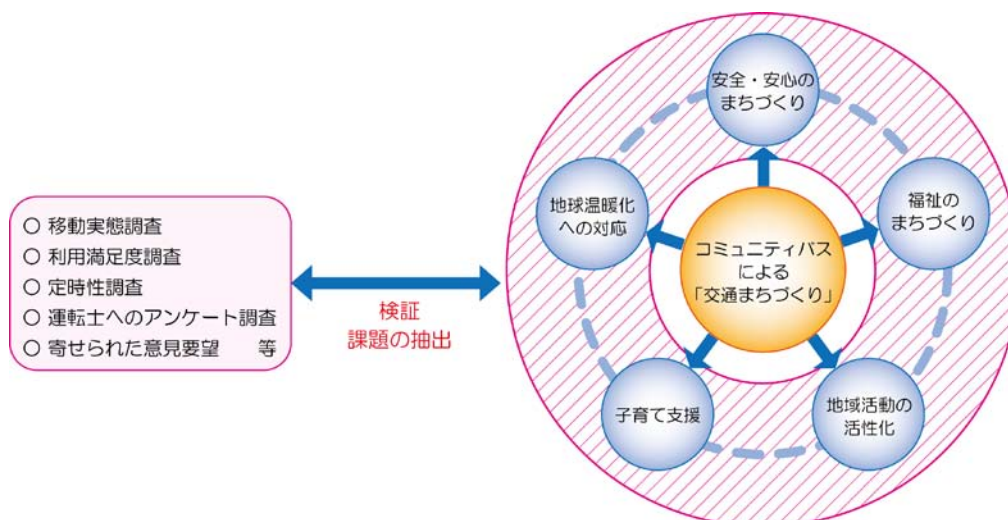 ○ 移動実態調査
○ 利用満足度調査
○ 定時性調査
○ 運転士へのアンケート調査
○ 寄せられた意見要望　等
検証
課題の抽出
安全・安心の
まちづくり
地球温暖化
への対応
福祉の
まちづくり
コミュニティバス
による
「交通まちづくり」
子育て支援
地域活動の
活性化